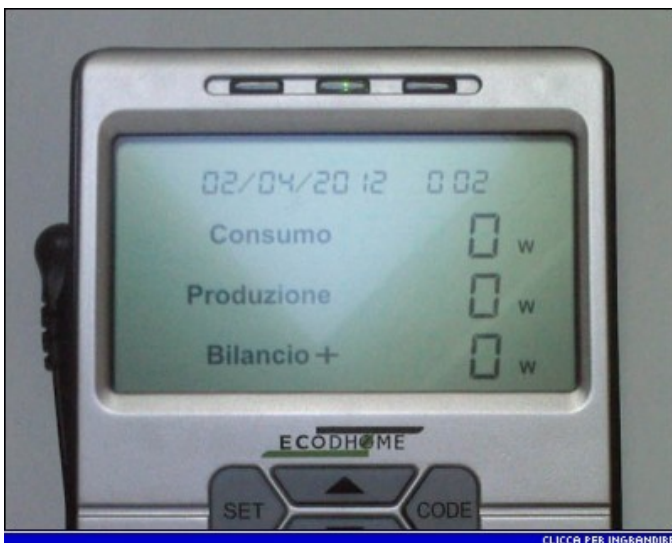 02/04/2012 0 02
Consumo 0 W
Produzione 0 W
Bilancio + 0 W
ECODHOME
SET CODE
CLICCA PER INGRANDIRE